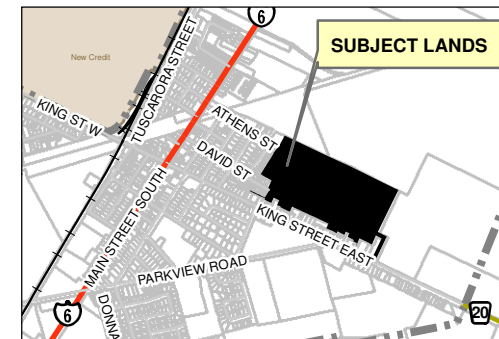 6
SUBJECT LANDS
New Credit
TUSCARORA STREET
KING ST W
ATHENS ST
DAVID ST
MAIN STREET SOUTH
KING STREET EAST
PARKVIEW ROAD
DONNA
6
20